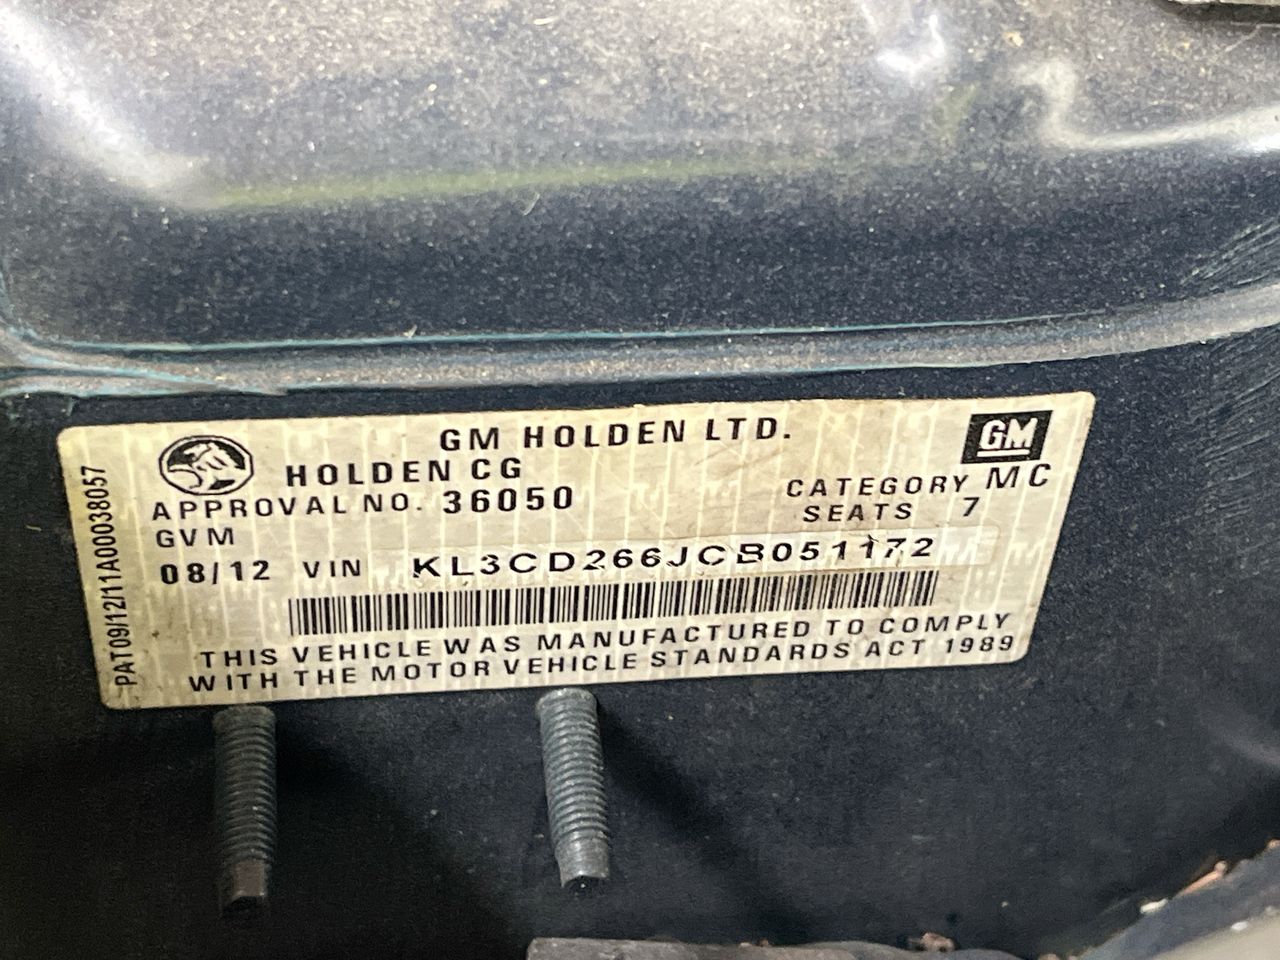 GM HOLDEN LTD.
GM
HOLDEN CG
APPROVAL NO. 36050
CATEGORY MC
GVM
SEATS 7
08/12 VIN KL3CD266JCB051172
THIS VEHICLE WAS MANUFACTURED TO COMPLY
WITH THE MOTOR VEHICLE STANDARDS ACT 1989
PAT09/12/11A00038057